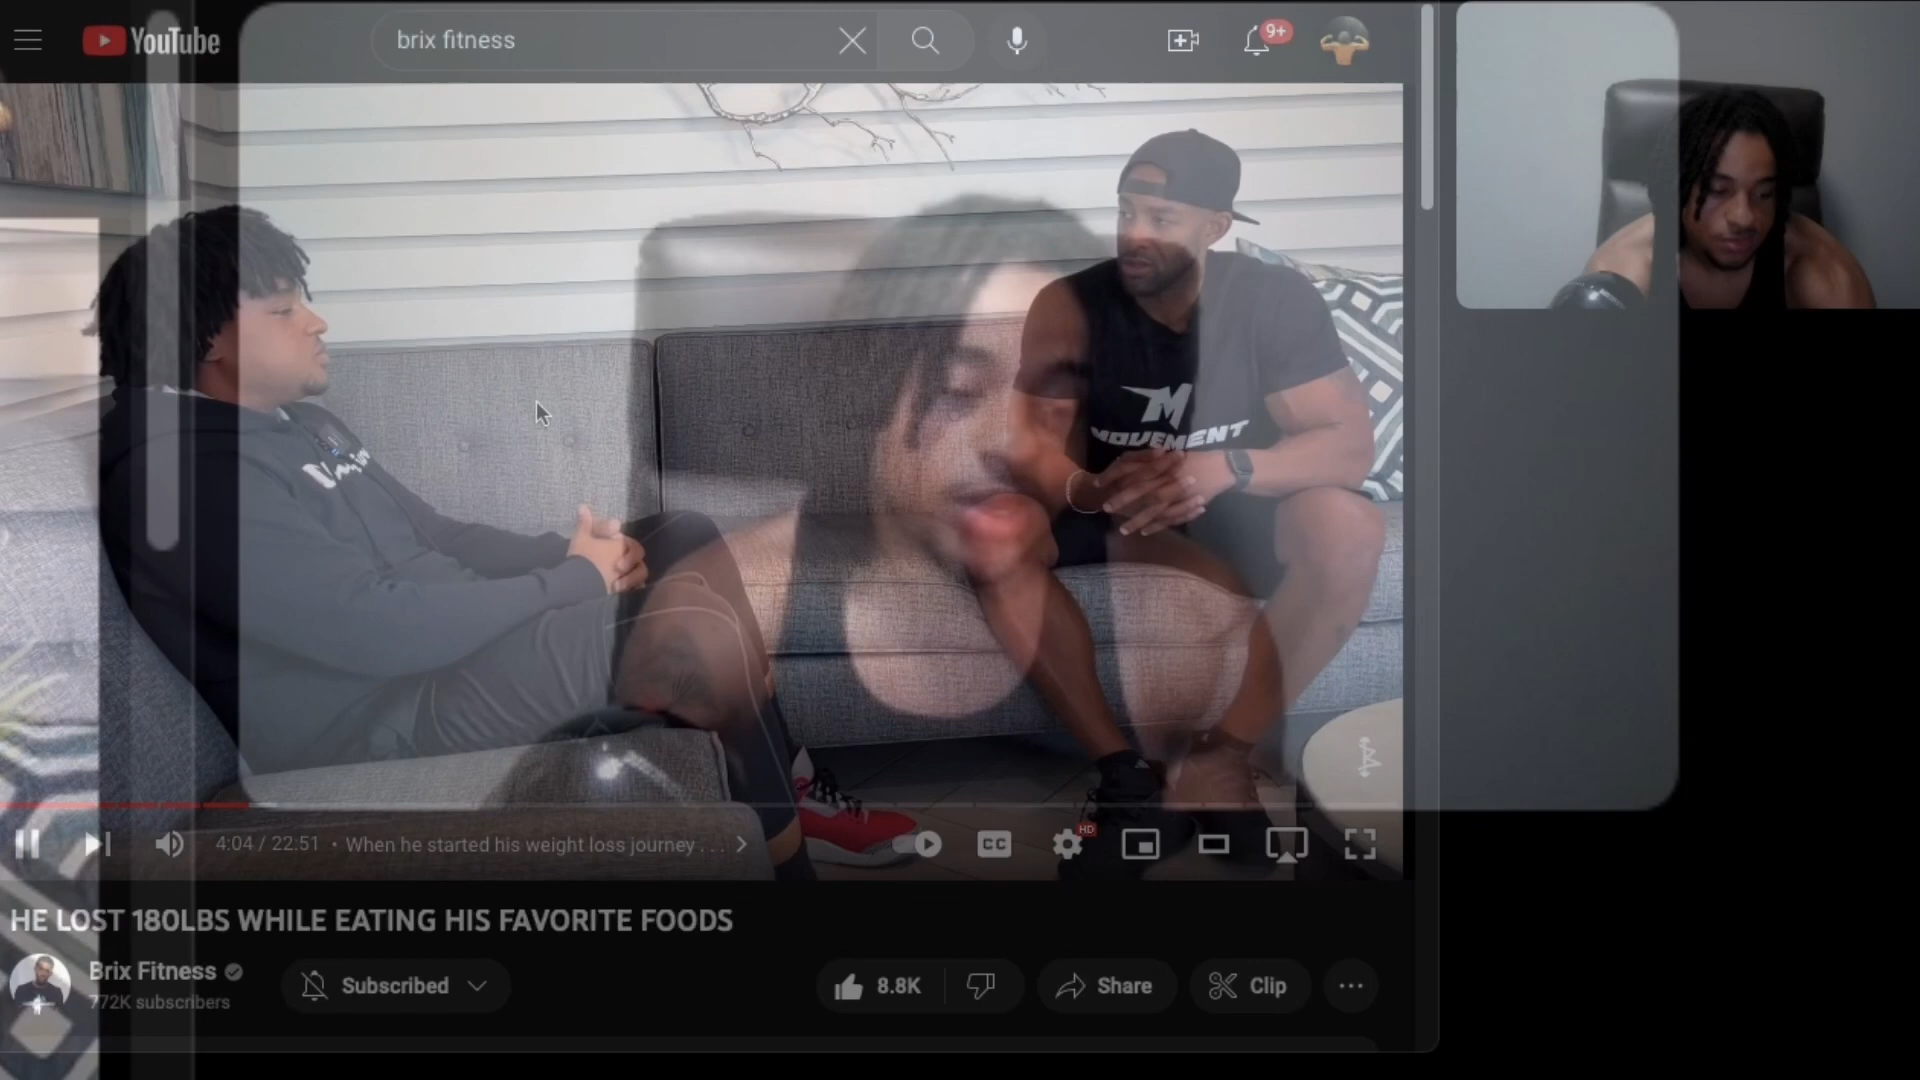 YouTube
brix fitness
9+
M
MOVEMENT
4:04 / 22:51 • When he started his weight loss journey . . .
CC
HD
HE LOST 180LBS WHILE EATING HIS FAVORITE FOODS
Brix Fitness
772K subscribers
Subscribed
8.8K
Share
Clip